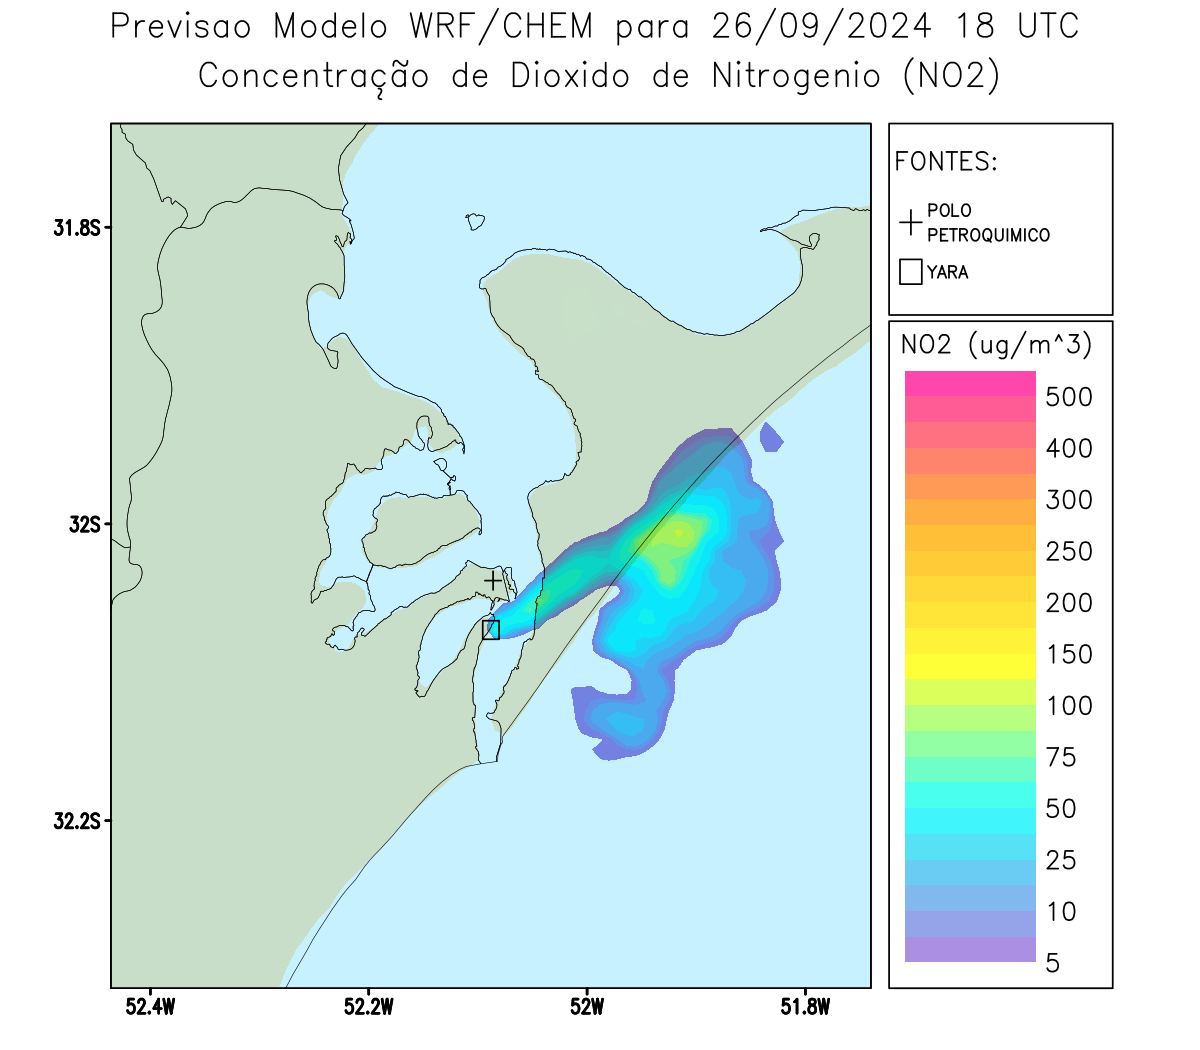 Previsao Modelo WRF/CHEM para 26/09/2024 18 UTC
Concentração de Dioxido de Nitrogenio (NO2)
FONTES:
POLO
PETROQUIMICO
YARA
31.8S
32S
32.2S
52.4W
52.2W
52W
51.8W
NO2 (ug/m^3)
500
400
300
250
200
150
100
75
50
25
10
5